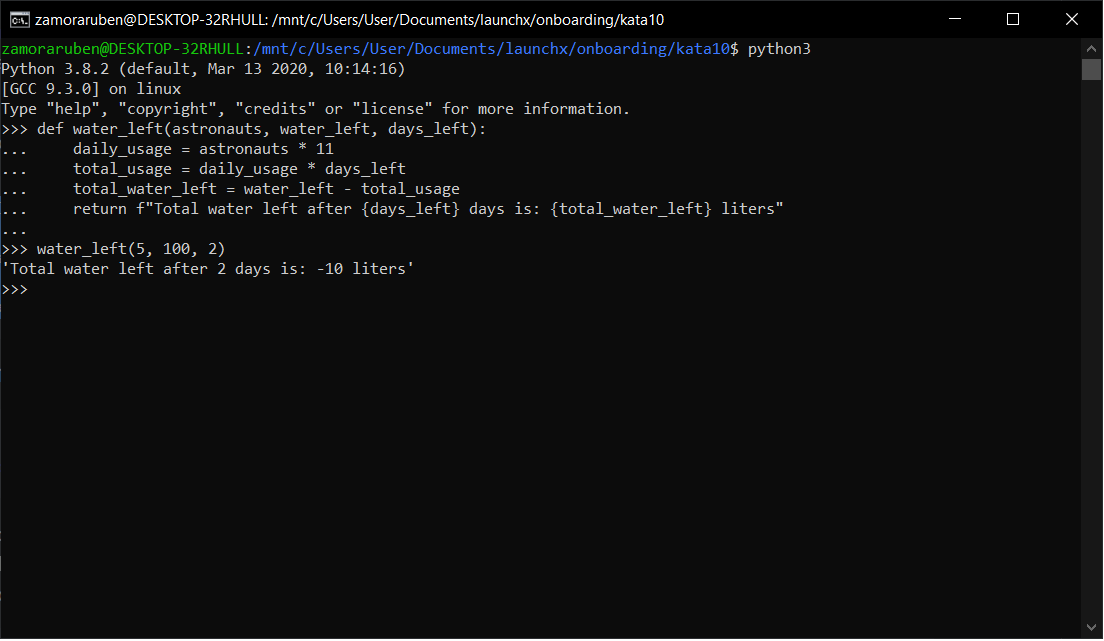 zamoraruben@DESKTOP-32RHULL: /mnt/c/Users/User/Documents/launchx/onboarding/kata10
zamoraruben@DESKTOP-32RHULL:/mnt/c/Users/User/Documents/launchx/onboarding/kata10$ python3
Python 3.8.2 (default, Mar 13 2020, 10:14:16)
[GCC 9.3.0] on linux
Type "help", "copyright", "credits" or "license" for more information.
>>> def water_left(astronauts, water_left, days_left):
...     daily_usage = astronauts * 11
...     total_usage = daily_usage * days_left
...     total_water_left = water_left - total_usage
...     return f"Total water left after {days_left} days is: {total_water_left} liters"
...
>>> water_left(5, 100, 2)
'Total water left after 2 days is: -10 liters'
>>>